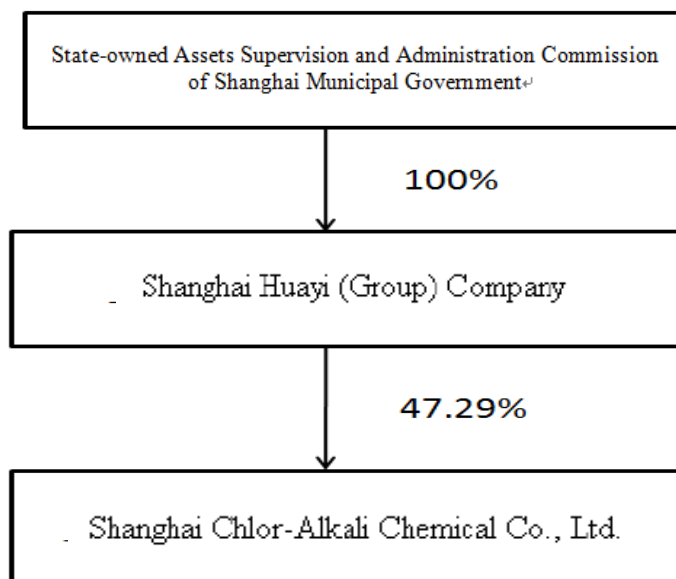 State-owned Assets Supervision and Administration Commission
of Shanghai Municipal Government↵
100%
Shanghai Huayi (Group) Company
47.29%
Shanghai Chlor-Alkali Chemical Co., Ltd.